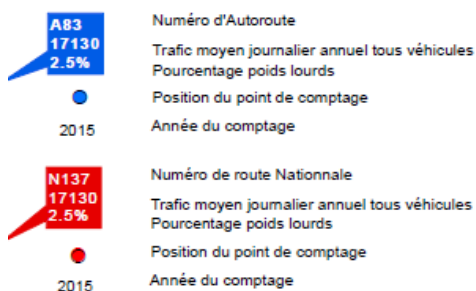 A83 Numéro d'Autoroute
17130 Trafic moyen journalier annuel tous véhicules
2.5% Pourcentage poids lourds
Position du point de comptage
2015 Année du comptage
N137 Numéro de route Nationnale
17130 Trafic moyen journalier annuel tous véhicules
2.5% Pourcentage poids lourds
Position du point de comptage
2015 Année du comptage